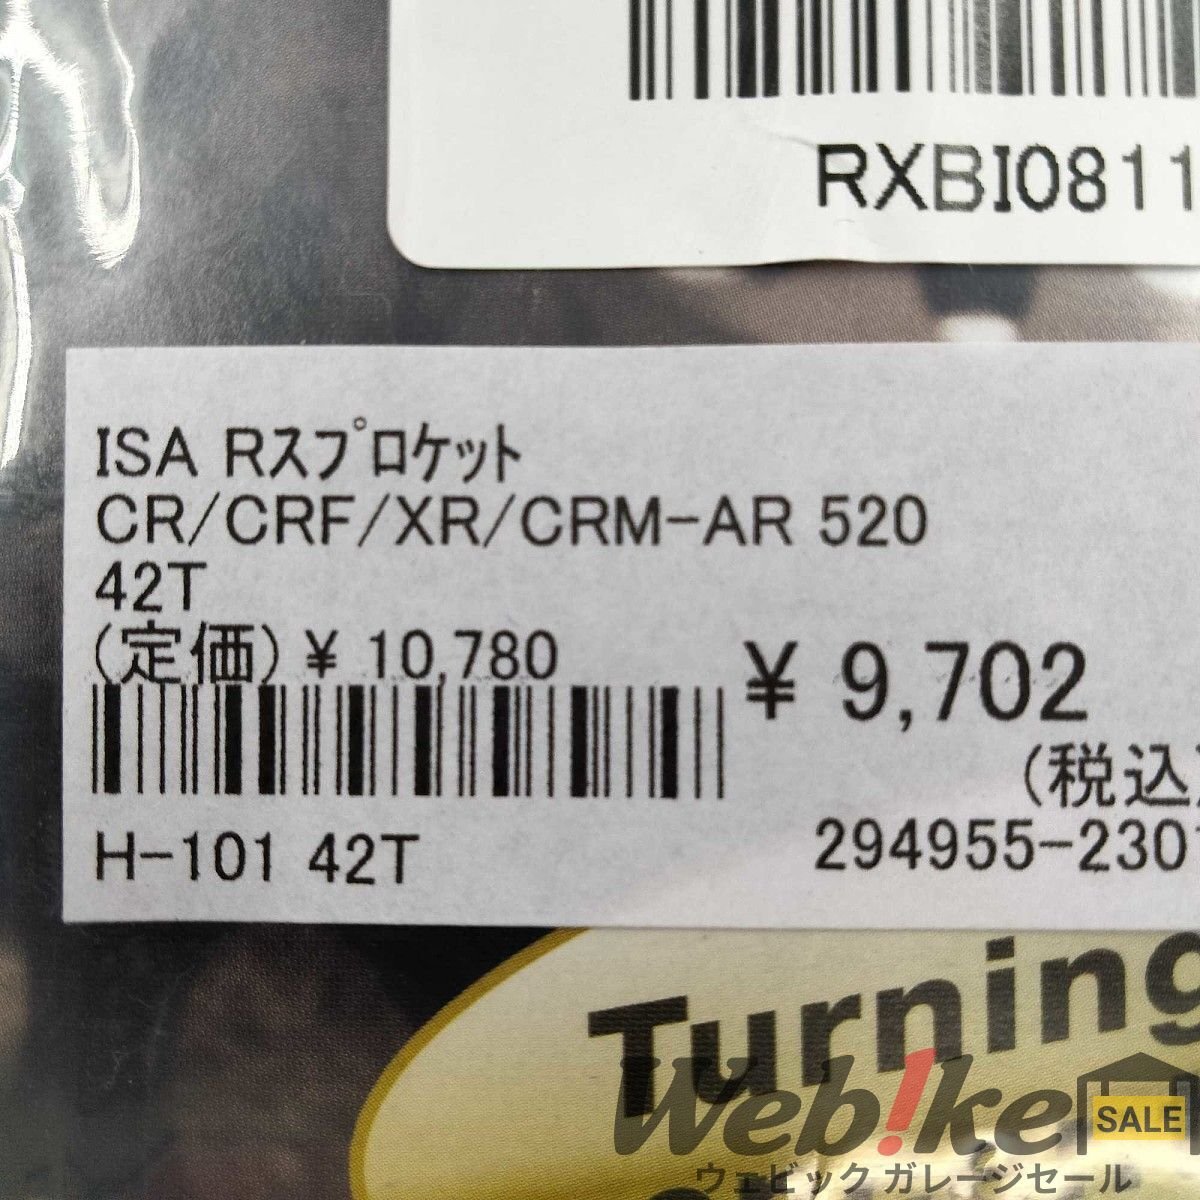 RXBI0811
ISA Rｽﾌﾟﾛｹｯﾄ
CR/CRF/XR/CRM-AR 520
42T
(定価) ¥ 10,780
¥ 9,702
(税込)
H-101 42T
294955-230
Turning
Web!ke
SALE
ウェビック ガレージセール